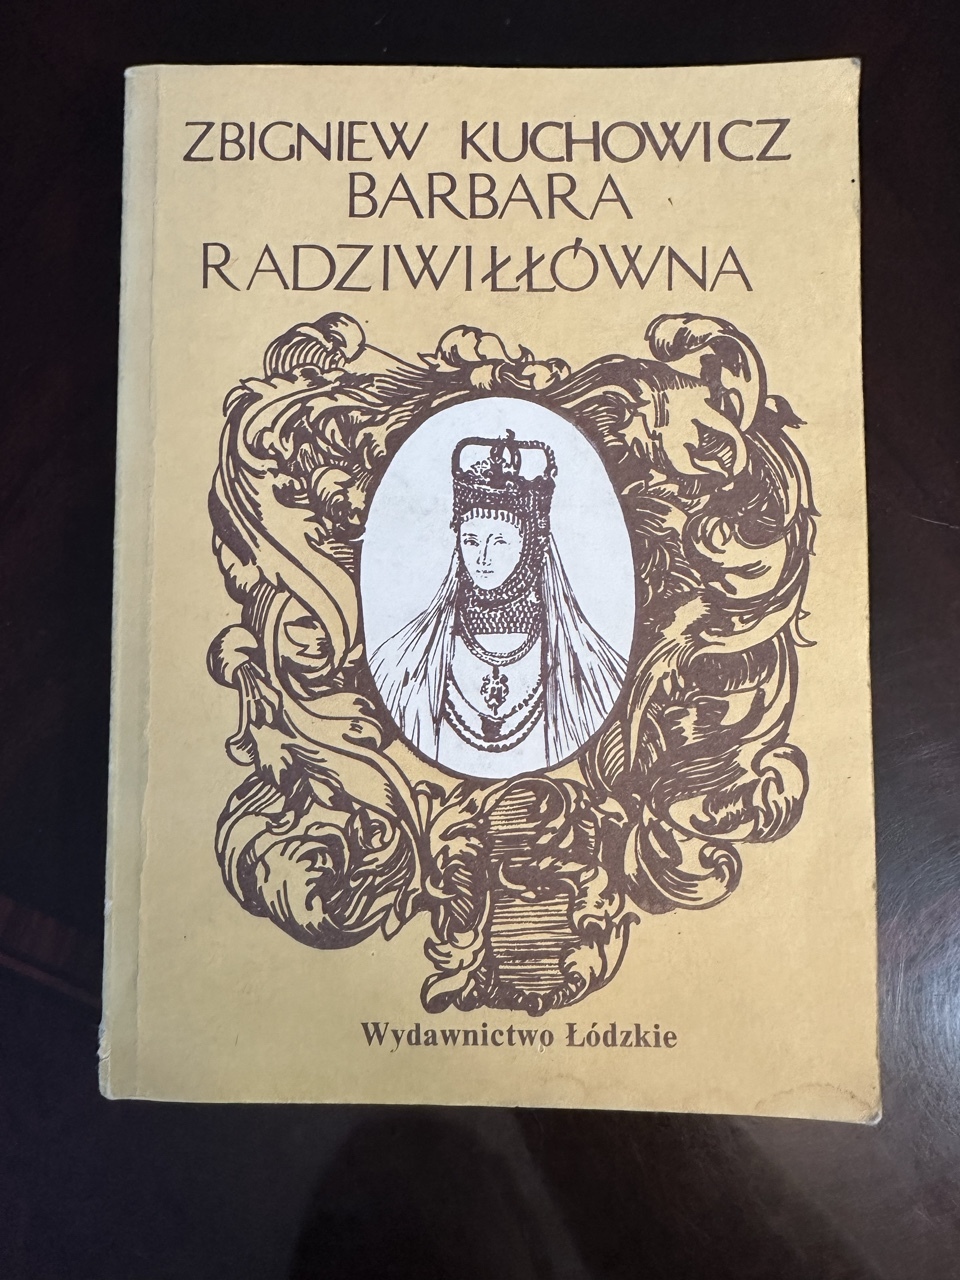 ZBIGNIEW KUCHOWICZ
BARBARA
RADZIWIŁŁÓWNA
Wydawnictwo Łódzkie